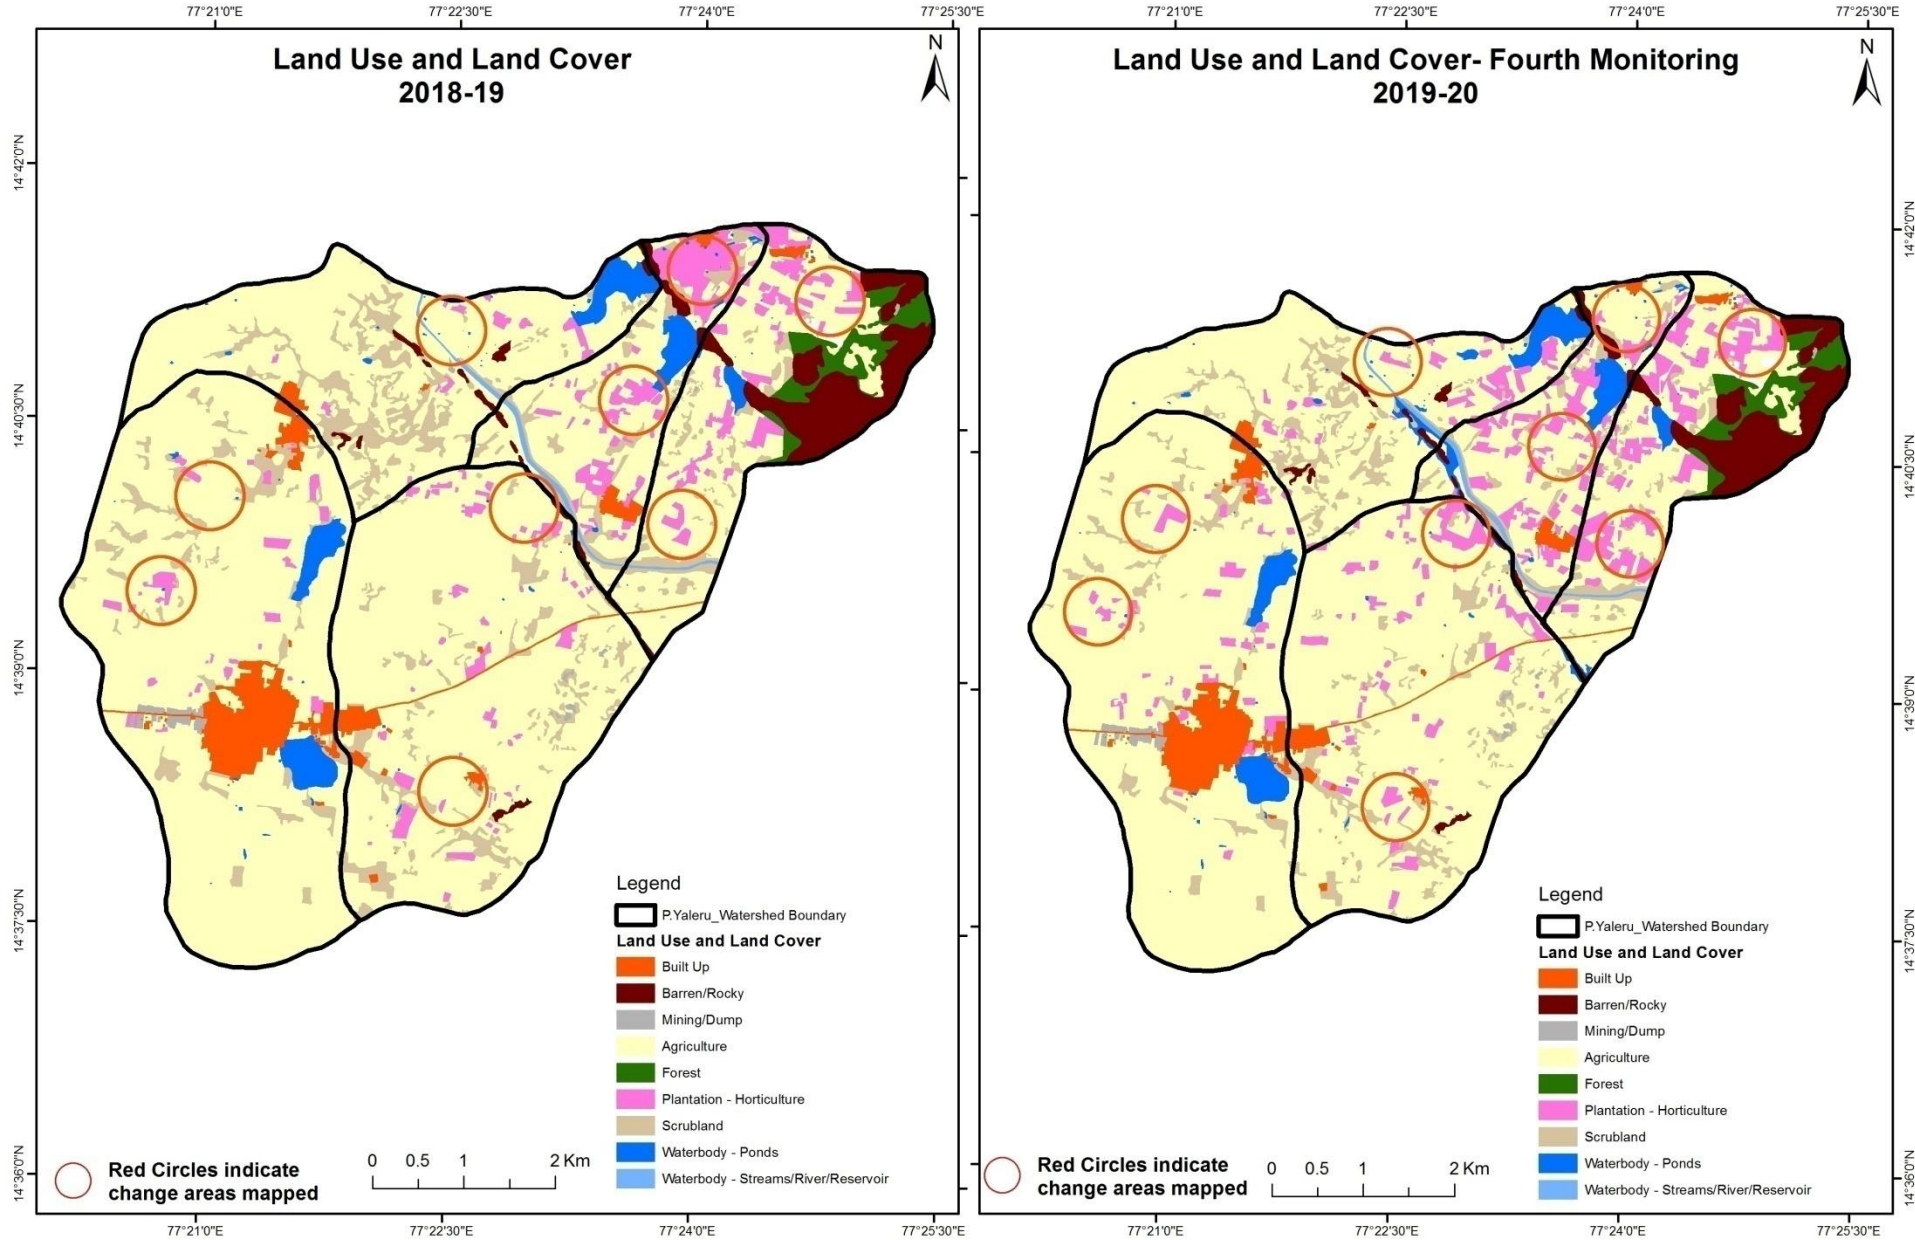 77°21'0"E
77°22'30"E
77°24'0"E
77°25'30"E
Land Use and Land Cover
2018-19
N
14°42'0"N
14°40'30"N
14°39'0"N
14°37'30"N
14°36'0"N
Legend
P.Yaleru_Watershed Boundary
Land Use and Land Cover
Built Up
Barren/Rocky
Mining/Dump
Agriculture
Forest
Plantation - Horticulture
Scrubland
Waterbody - Ponds
Waterbody - Streams/River/Reservoir
Red Circles indicate
change areas mapped
0 0.5 1 2 Km
77°21'0"E
77°22'30"E
77°24'0"E
77°25'30"E
77°21'0"E
77°22'30"E
77°24'0"E
77°25'30"E
Land Use and Land Cover- Fourth Monitoring
2019-20
N
14°42'0"N
14°40'30"N
14°39'0"N
14°37'30"N
14°36'0"N
Legend
P.Yaleru_Watershed Boundary
Land Use and Land Cover
Built Up
Barren/Rocky
Mining/Dump
Agriculture
Forest
Plantation - Horticulture
Scrubland
Waterbody - Ponds
Waterbody - Streams/River/Reservoir
Red Circles indicate
change areas mapped
0 0.5 1 2 Km
77°21'0"E
77°22'30"E
77°24'0"E
77°25'30"E